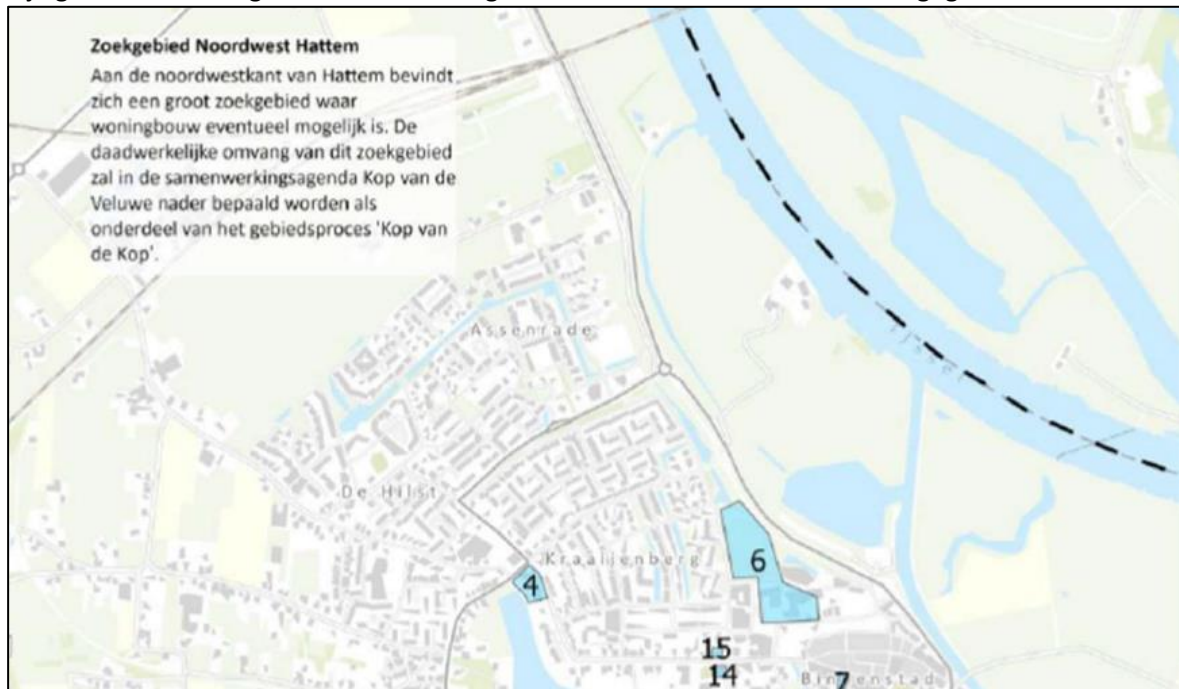 Zoekgebied Noordwest Hattem
Aan de noordwestkant van Hattem bevindt
zich een groot zoekgebied waar
woningbouw eventueel mogelijk is. De
daadwerkelijke omvang van dit zoekgebied
zal in de samenwerkingsagenda Kop van de
Veluwe nader bepaald worden als
onderdeel van het gebiedsproces 'Kop van
de Kop'.
Assenrade
IJssel
De Hilst
Kraaijenberg
6
4
15
14
Binnenstad
7